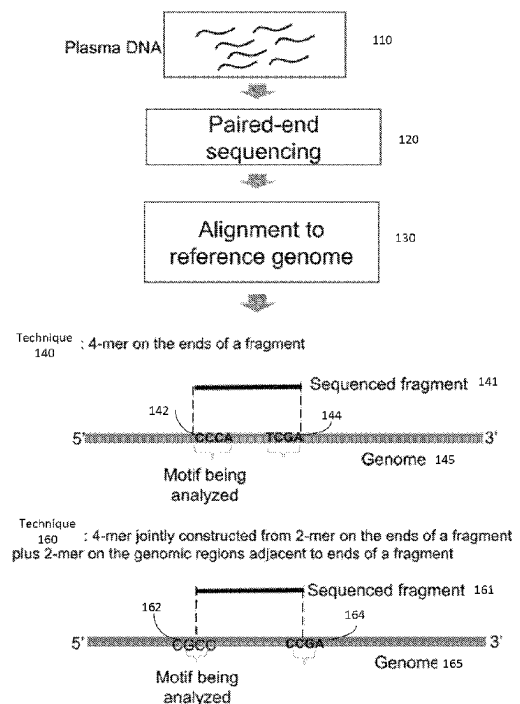 Plasma DNA
110
Paired-end
sequencing
120
Alignment to
reference genome
130
Technique
140 : 4-mer on the ends of a fragment
Sequenced fragment 141
142
144
5'
CCCA
TCGA
3'
Genome 145
Motif being
analyzed
Technique
160 : 4-mer jointly constructed from 2-mer on the ends of a fragment
plus 2-mer on the genomic regions adjacent to ends of a fragment
Sequenced fragment 161
162
164
5'
CGCC
CCGA
3'
Genome 165
Motif being
analyzed